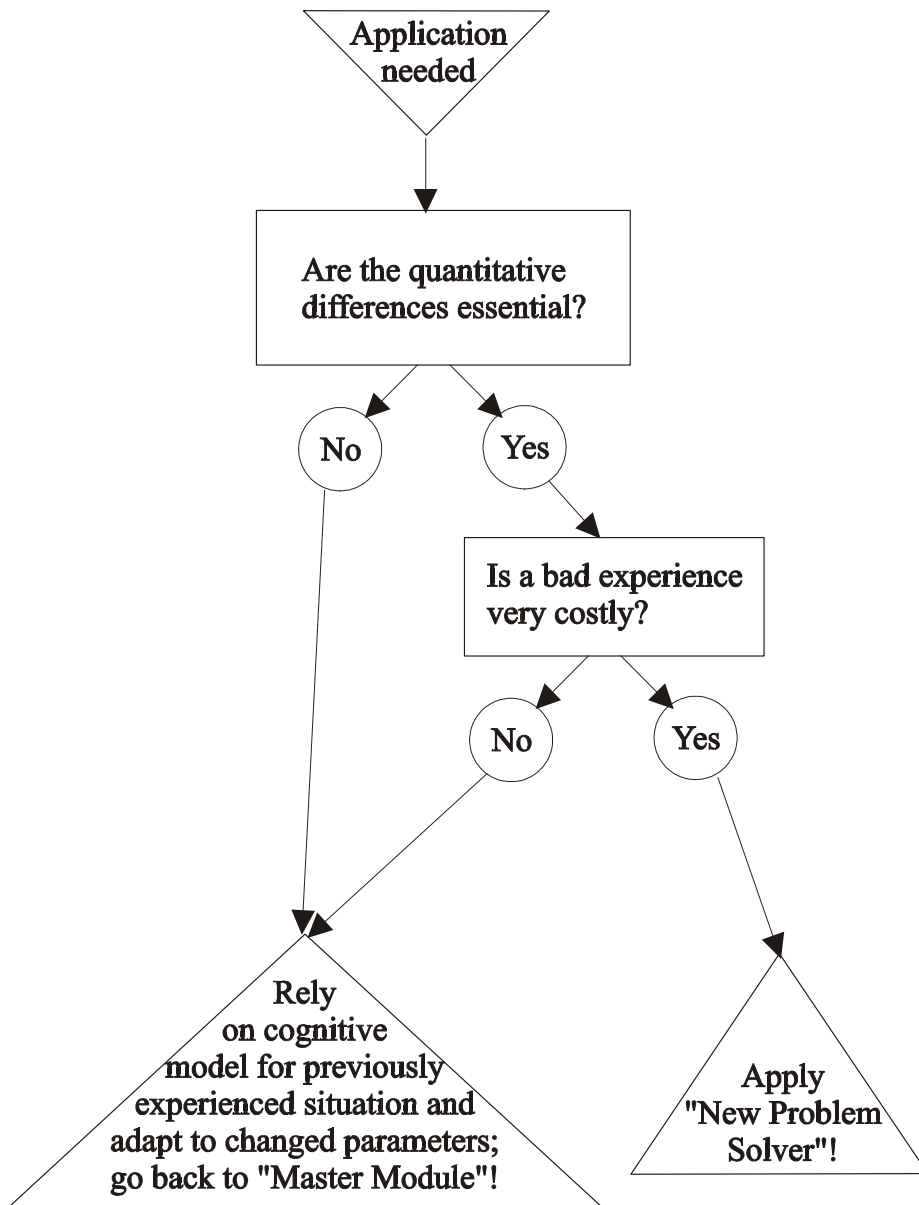 Application
needed
Are the quantitative
differences essential?
No
Yes
Is a bad experience
very costly?
No
Yes
Rely
on cognitive
model for previously
experienced situation and
adapt to changed parameters;
go back to "Master Module"!
Apply
"New Problem
Solver"!